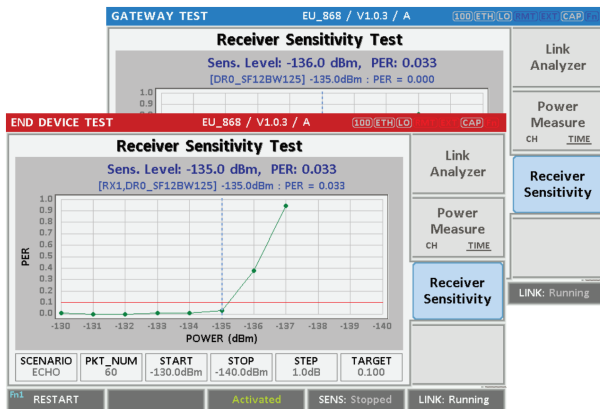 GATEWAY TEST EU_868 / V1.0.3 / A 100 ETH LO RMT EXT CAP Fn
Receiver Sensitivity Test
Sens. Level: -136.0 dBm, PER: 0.033
[DR0_SF12BW125] -135.0dBm : PER = 0.000
1.0
0.9
Link
Analyzer
Power
Measure
CH TIME
Receiver
Sensitivity
LINK: Running
END DEVICE TEST EU_868 / V1.0.3 / A 100 ETH LO CAP
Receiver Sensitivity Test
Sens. Level: -135.0 dBm, PER: 0.033
[RX1,DR0_SF12BW125] -135.0dBm : PER = 0.033
PER
1.0
0.9
0.8
0.7
0.6
0.5
0.4
0.3
0.2
0.1
0.0
-130 -131 -132 -133 -134 -135 -136 -137 -138 -139 -140
POWER (dBm)
SCENARIO PKT_NUM START STOP STEP TARGET
ECHO 60 -130.0dBm -140.0dBm 1.0dB 0.100
Link
Analyzer
Power
Measure
CH TIME
Receiver
Sensitivity
Fn1 RESTART Activated SENS: Stopped LINK: Running